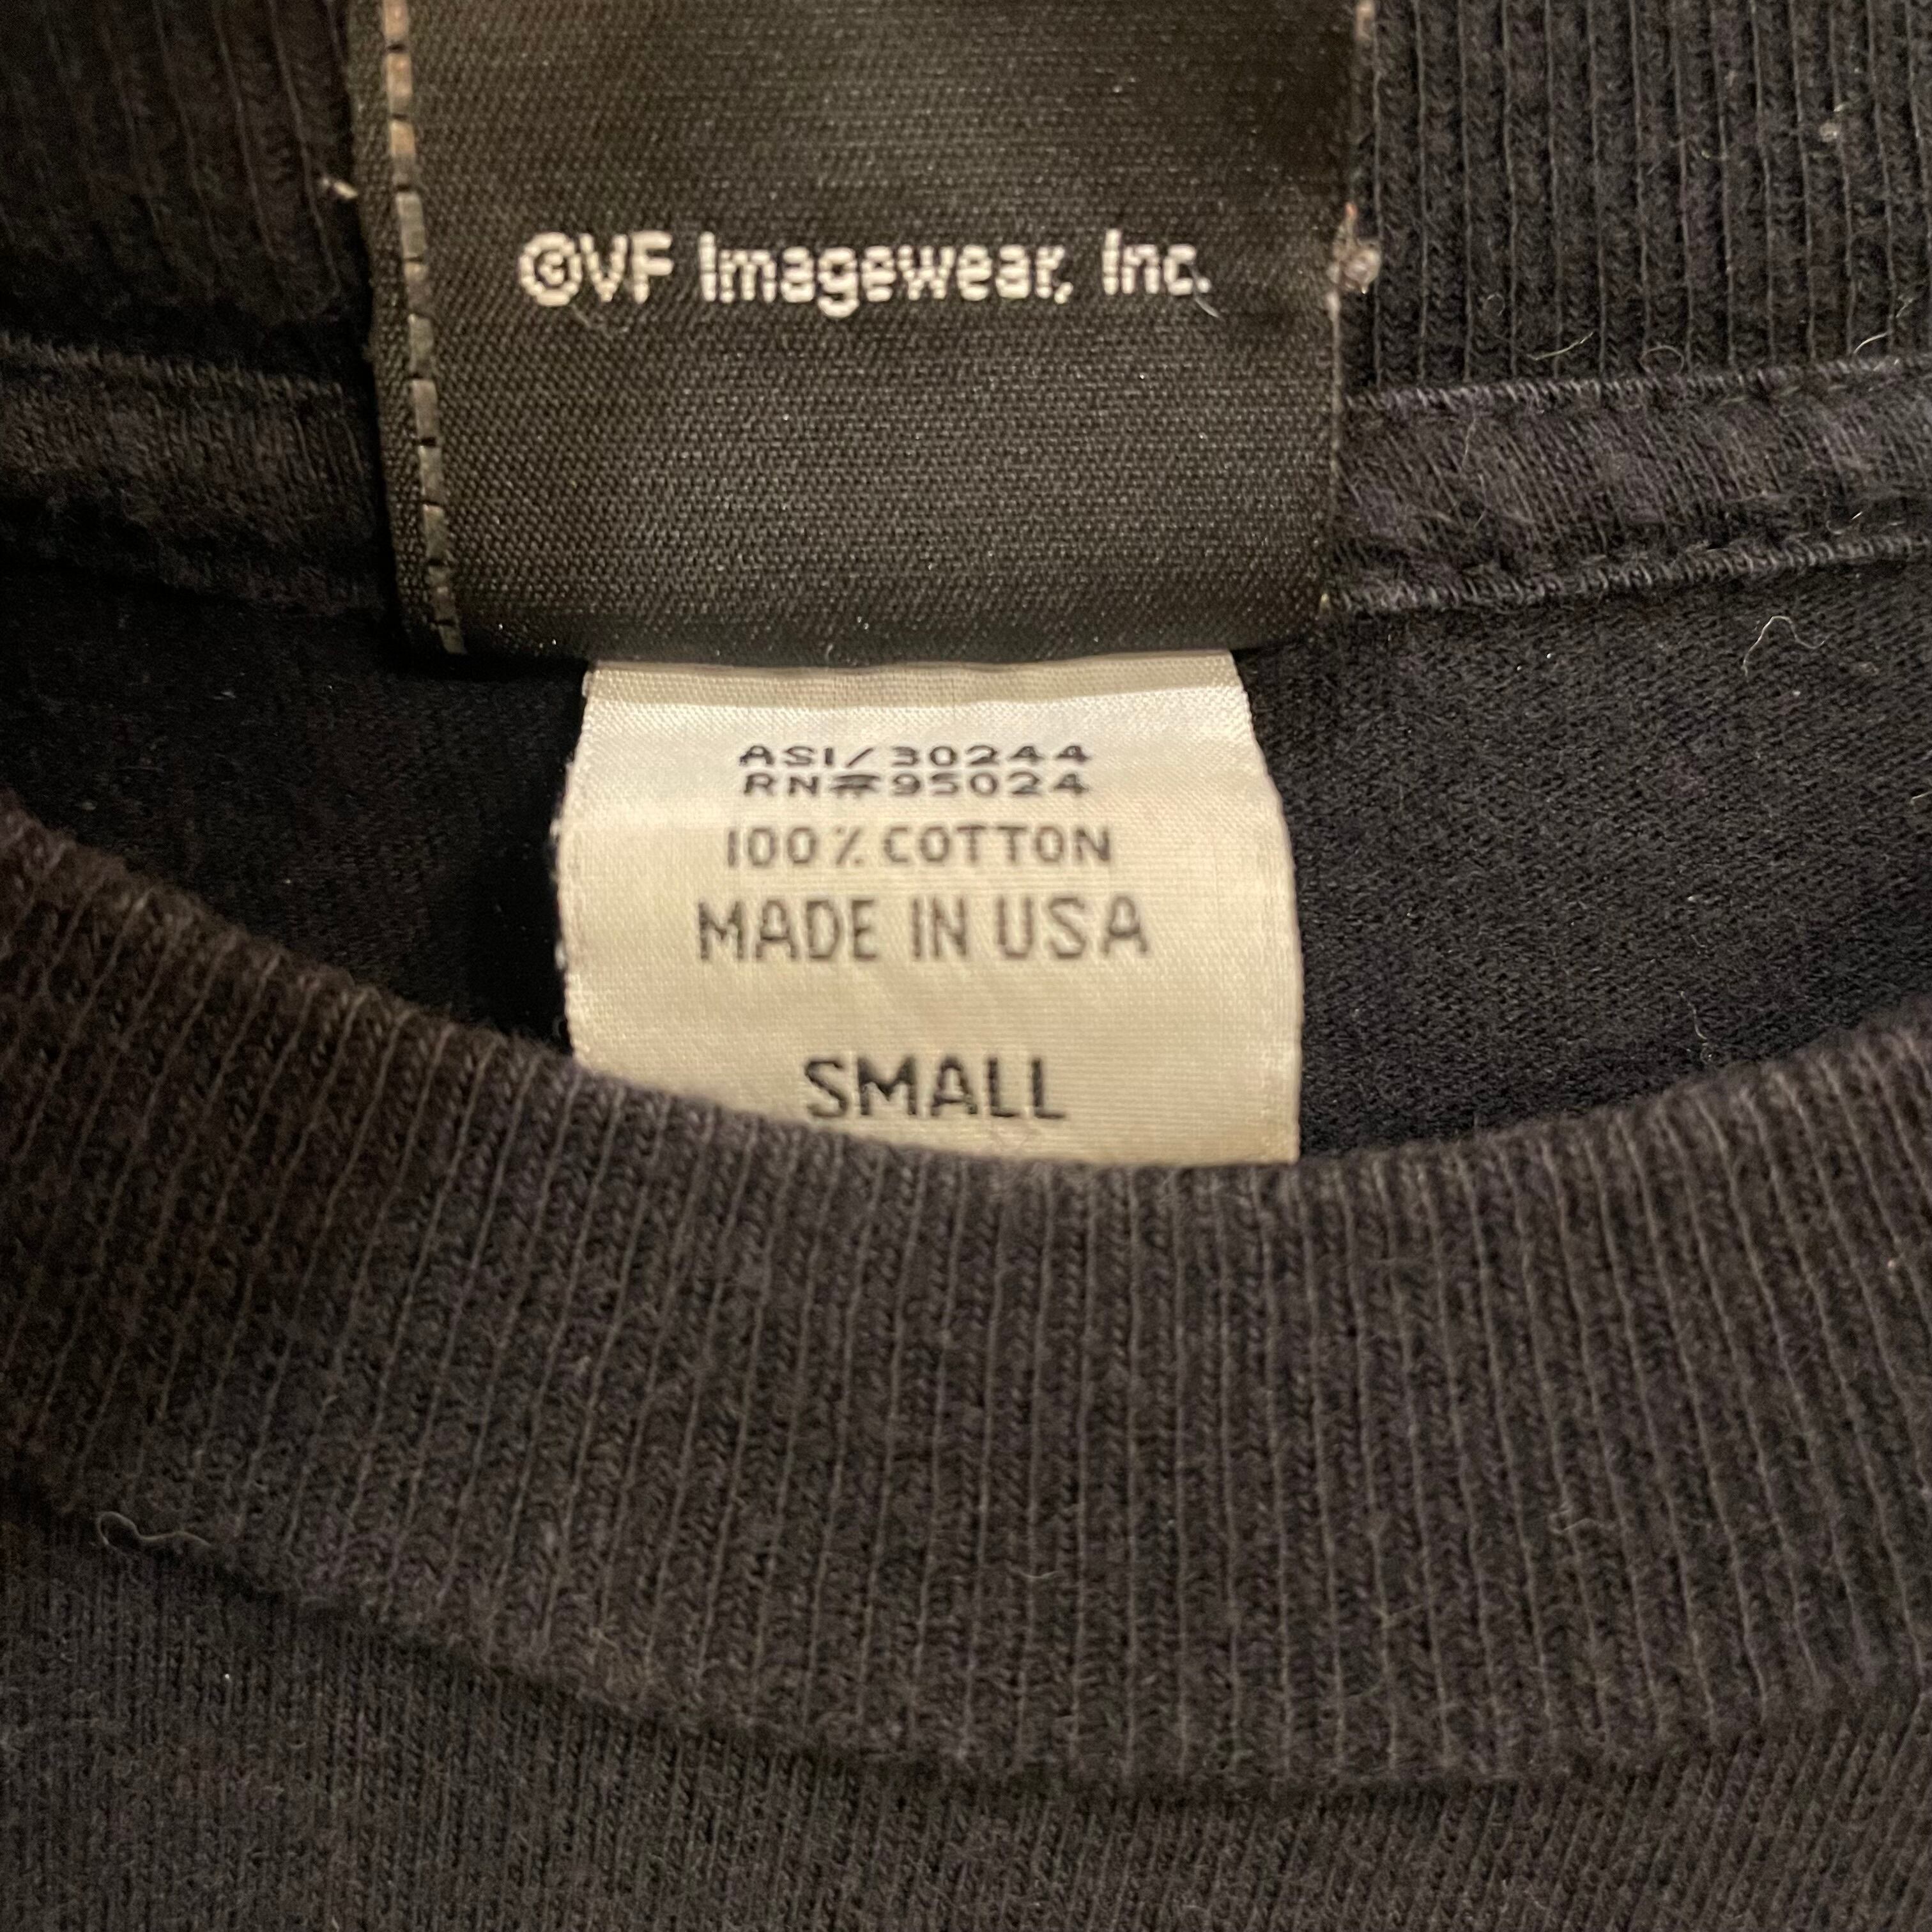 ©VF Imagewear, Inc.
ASI/30244
RN#95024
100% COTTON
MADE IN USA
SMALL